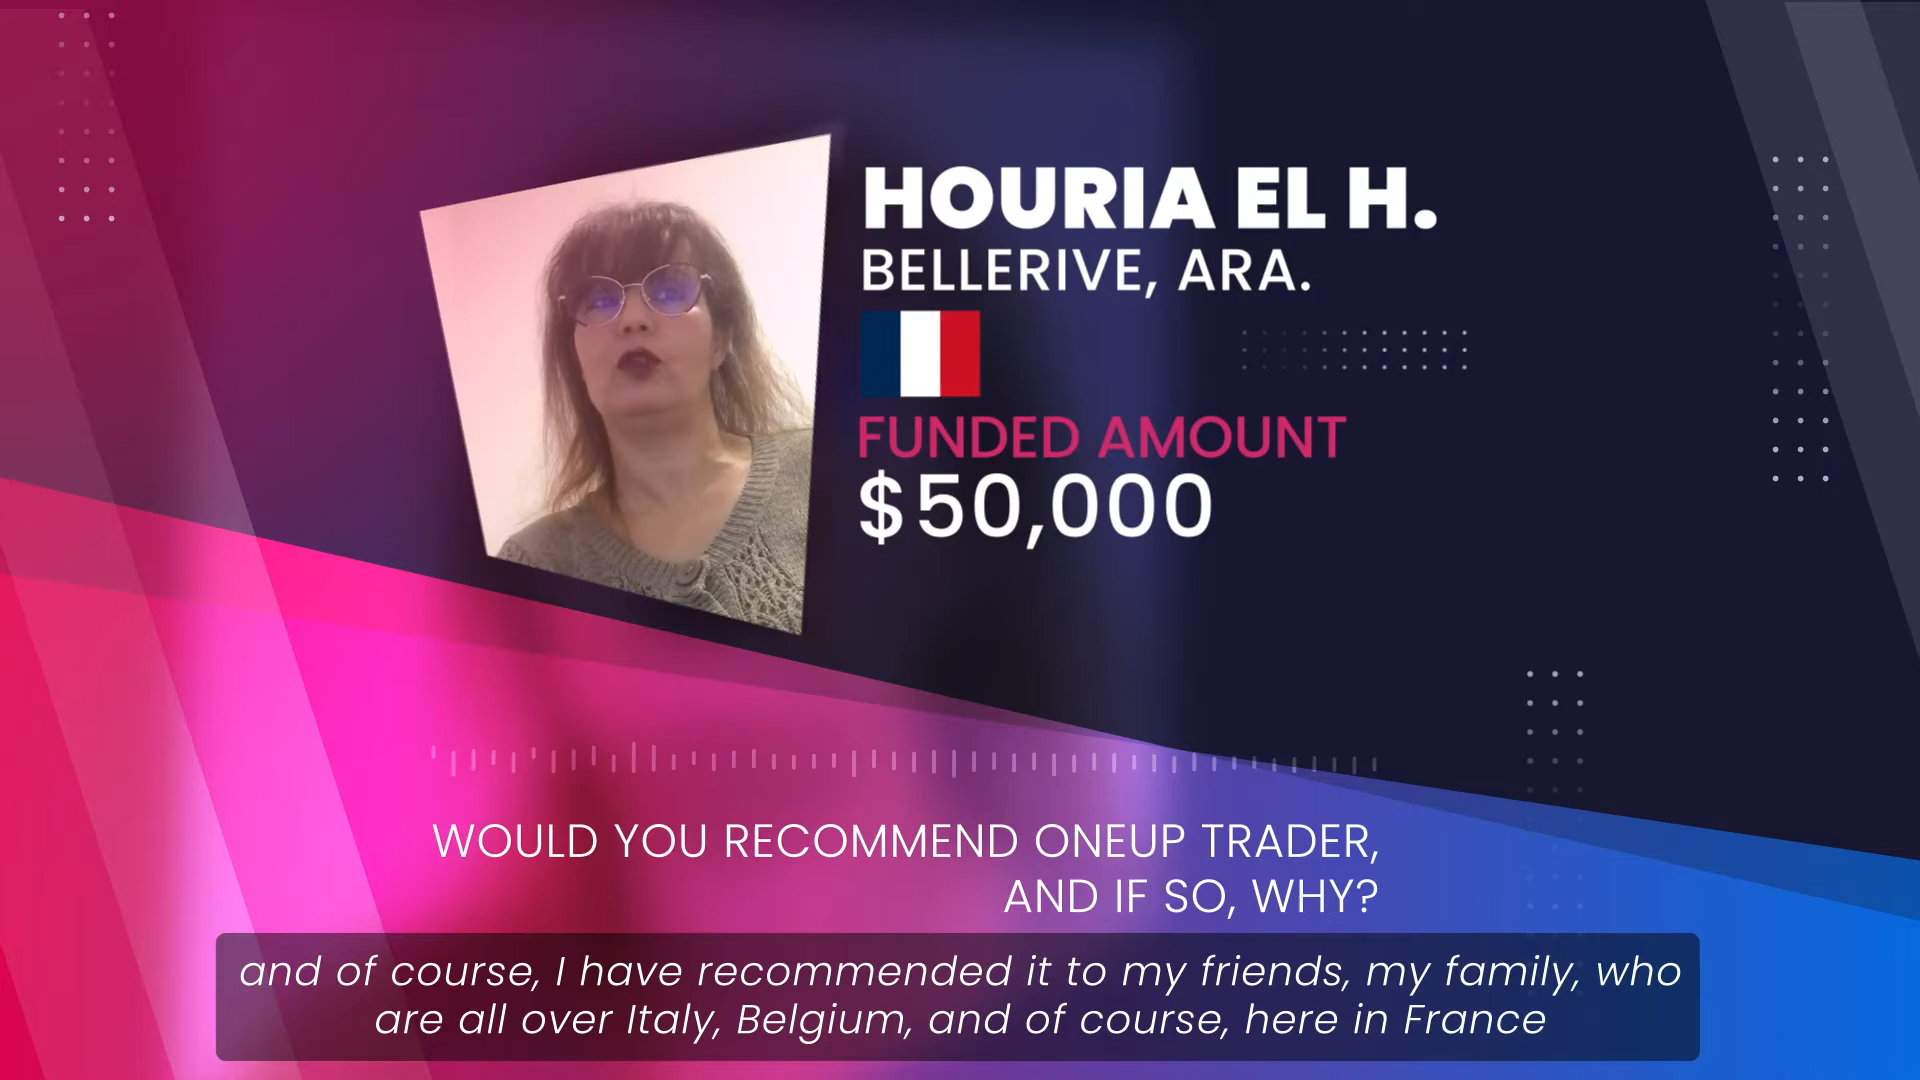 HOURIA EL H.
BELLERIVE, ARA.
FUNDED AMOUNT
$50,000
WOULD YOU RECOMMEND ONEUP TRADER,
AND IF SO, WHY?
and of course, I have recommended it to my friends, my family, who
are all over Italy, Belgium, and of course, here in France